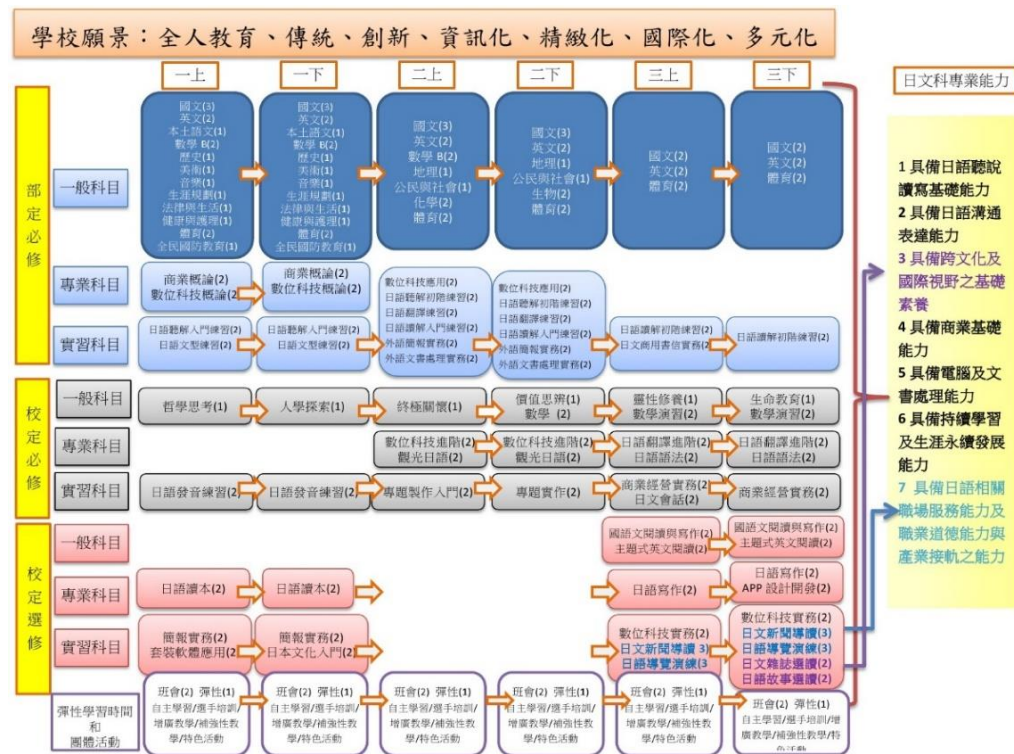 學校願景：全人教育、傳統、創新、資訊化、精緻化、國際化、多元化
一上
一下
二上
二下
三上
三下
日文科專業能力
部定必修
一般科目
國文(3)
英文(2)
本土語文(1)
數學 B(2)
歷史(1)
美術(1)
音樂(1)
生涯規劃(1)
法律與生活(1)
健康與護理(1)
體育(2)
全民國防教育(1)
國文(3)
英文(2)
本土語文(1)
數學 B(2)
歷史(1)
美術(1)
音樂(1)
生涯規劃(1)
法律與生活(1)
健康與護理(1)
體育(2)
全民國防教育(1)
國文(3)
英文(2)
數學 B(2)
地理(1)
公民與社會(1)
化學(2)
體育(2)
國文(3)
英文(2)
地理(1)
公民與社會(1)
生物(2)
體育(2)
國文(2)
英文(2)
體育(2)
國文(2)
英文(2)
體育(2)
專業科目
商業概論(2)
數位科技概論(2
商業概論(2)
數位科技概論(2)
實習科目
日語聽解入門練習(2)
日語文型練習(2)
日語聽解入門練習(2)
日語文型練習(2)
數位科技應用(2)
日語聽解初階練習(2)
日語翻譯練習(2)
日語讀解入門練習(2)
外語簡報實務(2)
外語文書處理實務(2)
數位科技應用(2)
日語聽解初階練習(2)
日語翻譯練習(2)
日語讀解入門練習(2)
外語簡報實務(2)
外語文書處理實務(2)
日語讀解初階練習(2)
日文商用書信實務(2)
日語讀解初階練習(2)
校定必修
一般科目
哲學思考(1)
人學探索(1)
終極關懷(1)
價值思辨(1)
數學 (2)
靈性修養(1)
數學演習(2)
生命教育(1)
數學演習(2)
專業科目
數位科技進階(2
觀光日語(2)
數位科技進階(2)
觀光日語(2)
日語翻譯進階(2)
日語語法(2)
日語翻譯進階(2)
日語語法(2)
實習科目
日語發音練習(2)
日語發音練習(2)
專題製作入門(2)
專題實作(2)
商業經營實務(2)
日文會話(2)
商業經營實務(2)
校定選修
一般科目
國語文閱讀與寫作(2)
主題式英文閱讀(2)
國語文閱讀與寫作(2)
主題式英文閱讀(2)
專業科目
日語讀本(2)
日語讀本(2)
日語寫作(2)
日語寫作(2)
APP 設計開發(2)
實習科目
簡報實務(2)
套裝軟體應用(2
簡報實務(2)
日本文化入門(2)
數位科技實務(2)
日文新聞導讀 3)
日語導覽演練(3
數位科技實務(2)
日文新聞導讀(3)
日語導覽演練(3)
日文雜誌選讀(2)
日語故事選讀(2)
彈性學習時間
和
團體活動
班會(2) 彈性(1)
自主學習/選手培訓/
增廣教學/補強性教
學/特色活動
班會(2) 彈性(1)
自主學習/選手培訓/
增廣教學/補強性教
學/特色活動
班會(2) 彈性(1)
自主學習/選手培訓/
增廣教學/補強性教
學/特色活動
班會(2) 彈性(1)
自主學習/選手培訓/
增廣教學/補強性教
學/特色活動
班會(2) 彈性(1)
自主學習/選手培訓/
增廣教學/補強性教
學/特色活動
班會(2) 彈性(1)
自主學習/選手培訓/
增廣教學/補強性教學/特
色活動
1 具備日語聽說
讀寫基礎能力
2 具備日語溝通
表達能力
3 具備跨文化及
國際視野之基礎
素養
4 具備商業基礎
能力
5 具備電腦及文
書處理能力
6 具備持續學習
及生涯永續發展
能力
7 具備日語相關
職場服務能力及
職業道德能力與
產業接軌之能力